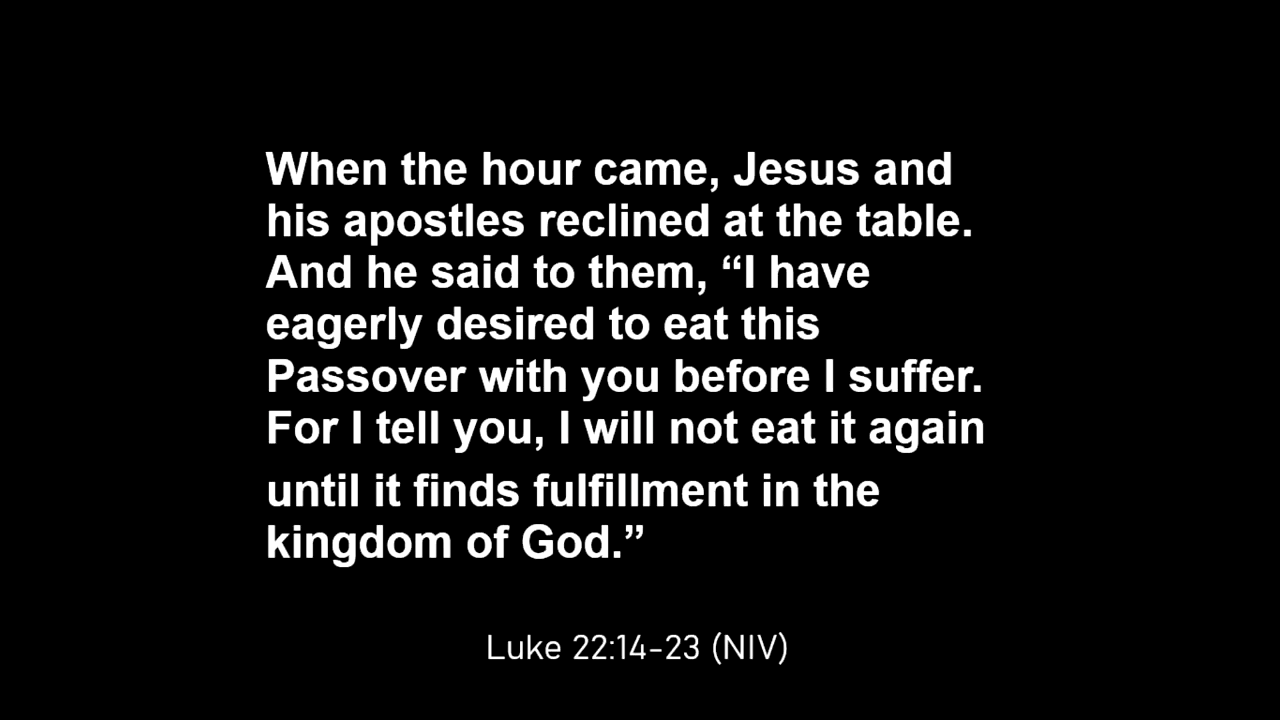 When the hour came, Jesus and
his apostles reclined at the table.
And he said to them, “I have
eagerly desired to eat this
Passover with you before I suffer.
For I tell you, I will not eat it again
until it finds fulfillment in the
kingdom of God.”
Luke 22:14-23 (NIV)